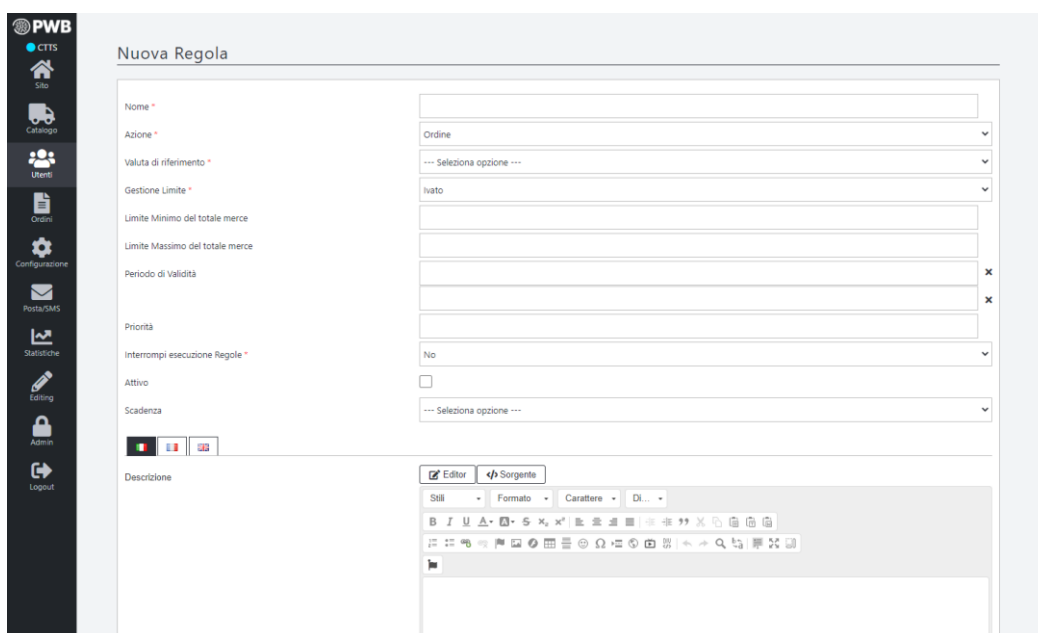 PWB
CTTS
Sito
Catalogo
Utenti
Ordini
Configurazione
Posta/SMS
Statistiche
Editing
Admin
Logout
Nuova Regola
Nome *
Azione * Ordine
Valuta di riferimento * --- Seleziona opzione ---
Gestione Limite * Ivato
Limite Minimo del totale merce
Limite Massimo del totale merce
Periodo di Validità
Priorità
Interrompi esecuzione Regole * No
Attivo
Scadenza --- Seleziona opzione ---
Descrizione Editor Sorgente
Stili Formato Carattere Di...